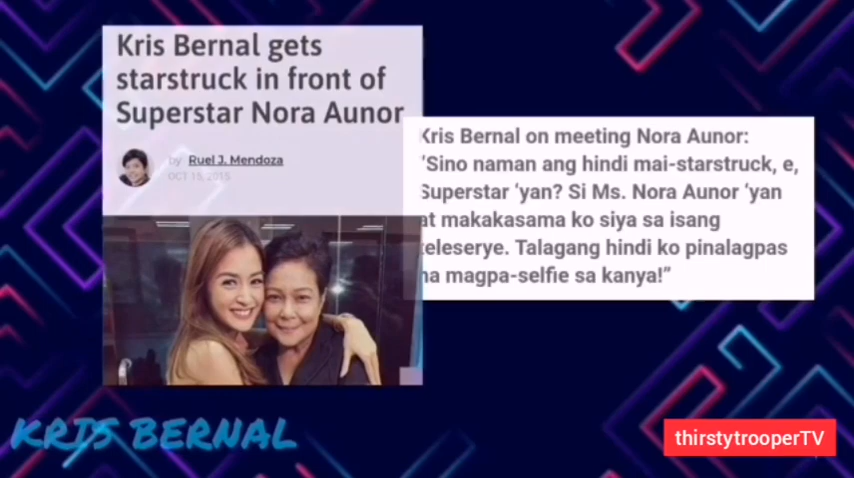 Kris Bernal gets
starstruck in front of
Superstar Nora Aunor
by Ruel J. Mendoza
OCT 15, 2015
Kris Bernal on meeting Nora Aunor:
"Sino naman ang hindi mai-starstruck, e,
Superstar 'yan? Si Ms. Nora Aunor 'yan
at makakasama ko siya sa isang
teleserye. Talagang hindi ko pinalagpas
na magpa-selfie sa kanya!"
KRIS BERNAL
thirstytrooperTV